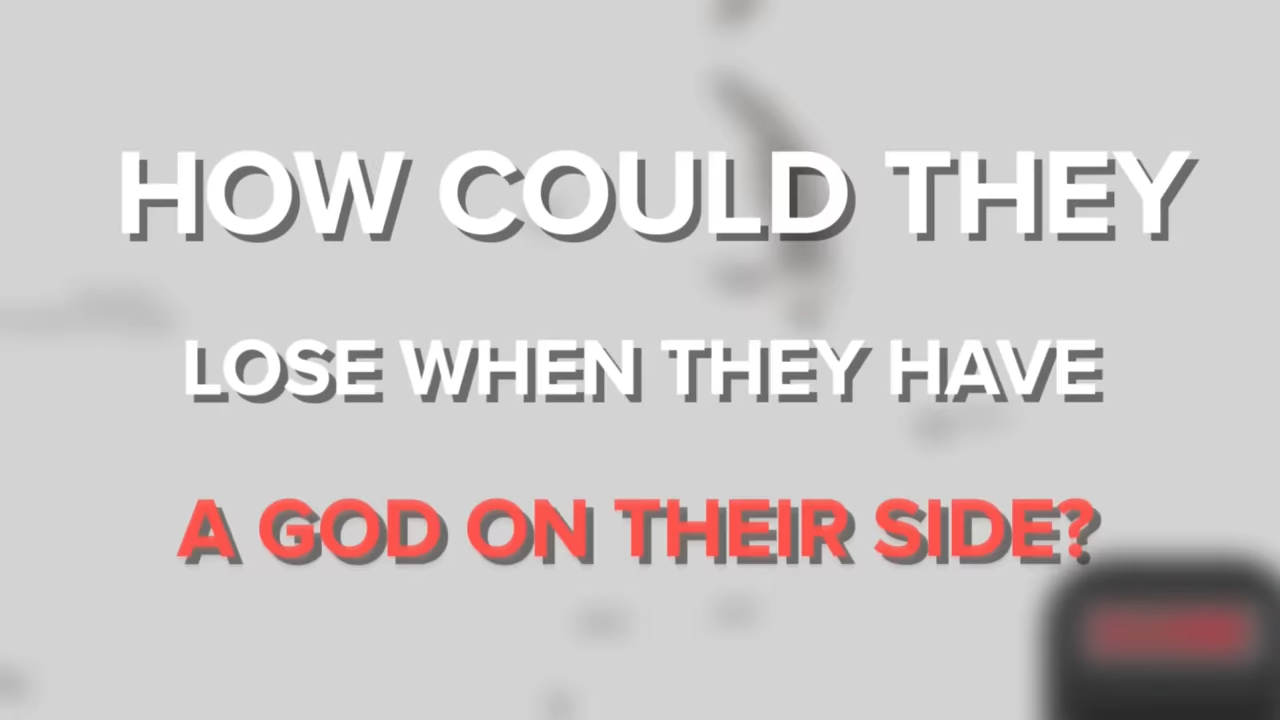 HOW COULD THEY
LOSE WHEN THEY HAVE
A GOD ON THEIR SIDE?